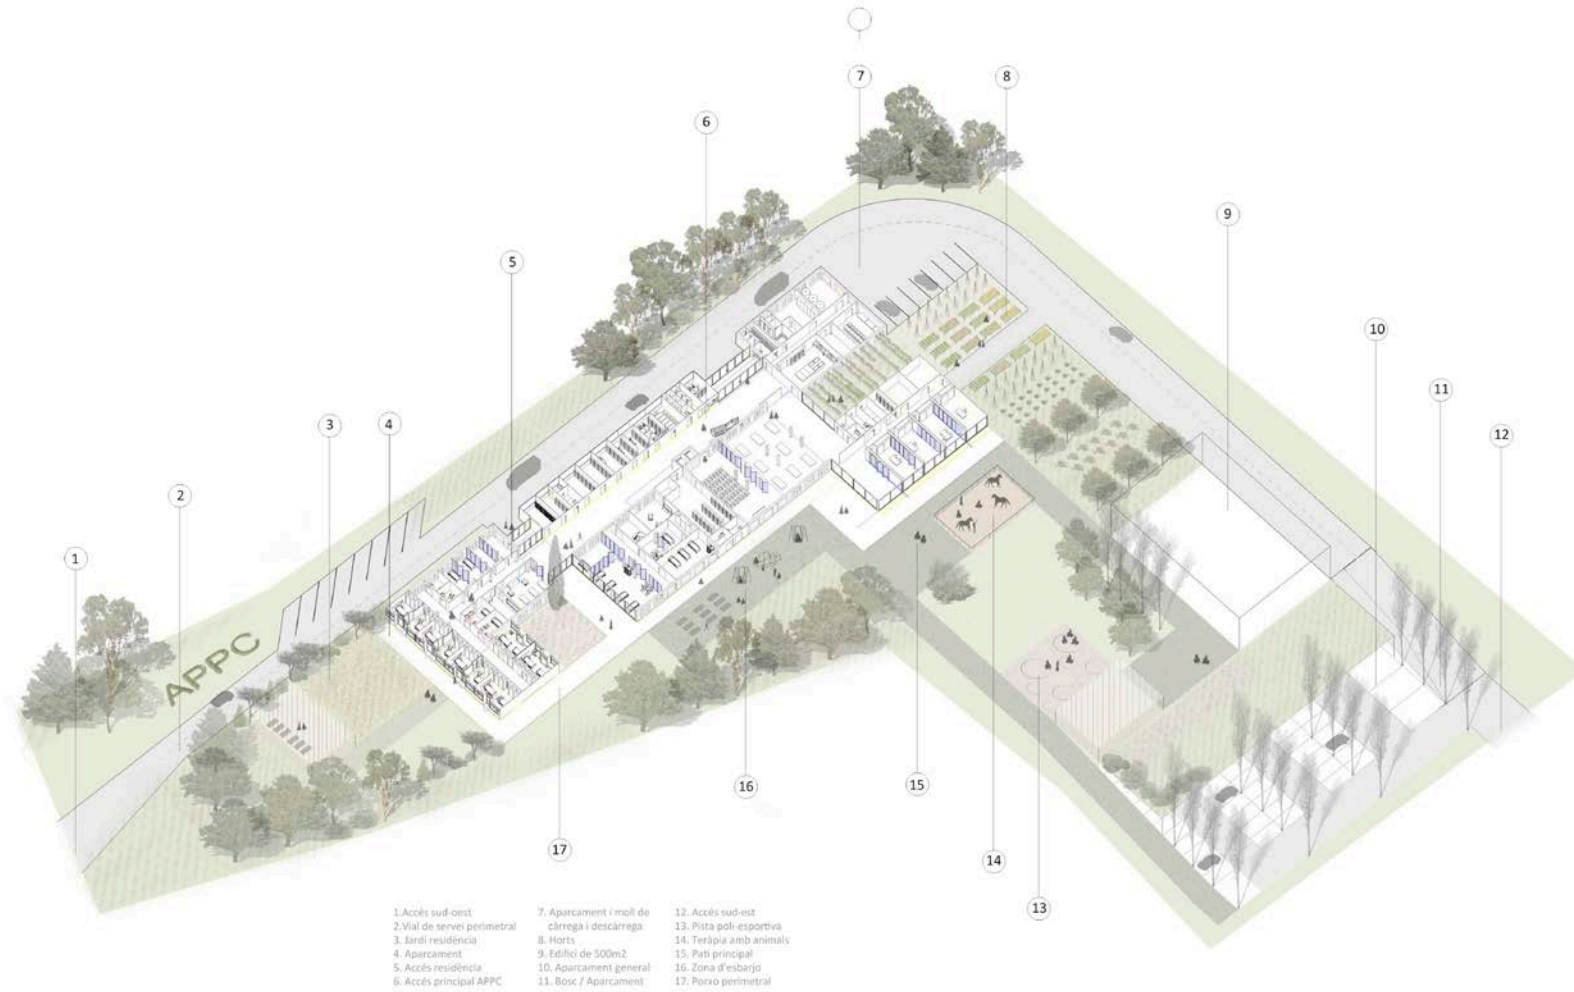 7
8
6
9
5
10
11
3
4
12
2
1
APPC
16
15
17
14
13
1.Accés sud-oest
2.Vial de servei perimetral
3. Jardí residència
4. Aparcament
5. Accés residència
6. Accés principal APPC
7. Aparcament i moll de
càrrega i descàrrega
8. Horts
9. Edifici de 500m2
10. Aparcament general
11. Bosc / Aparcament
12. Accés sud-est
13. Pista poli-esportiva
14. Teràpia amb animals
15. Pati principal
16. Zona d'esbarjo
17. Porxo perimetral